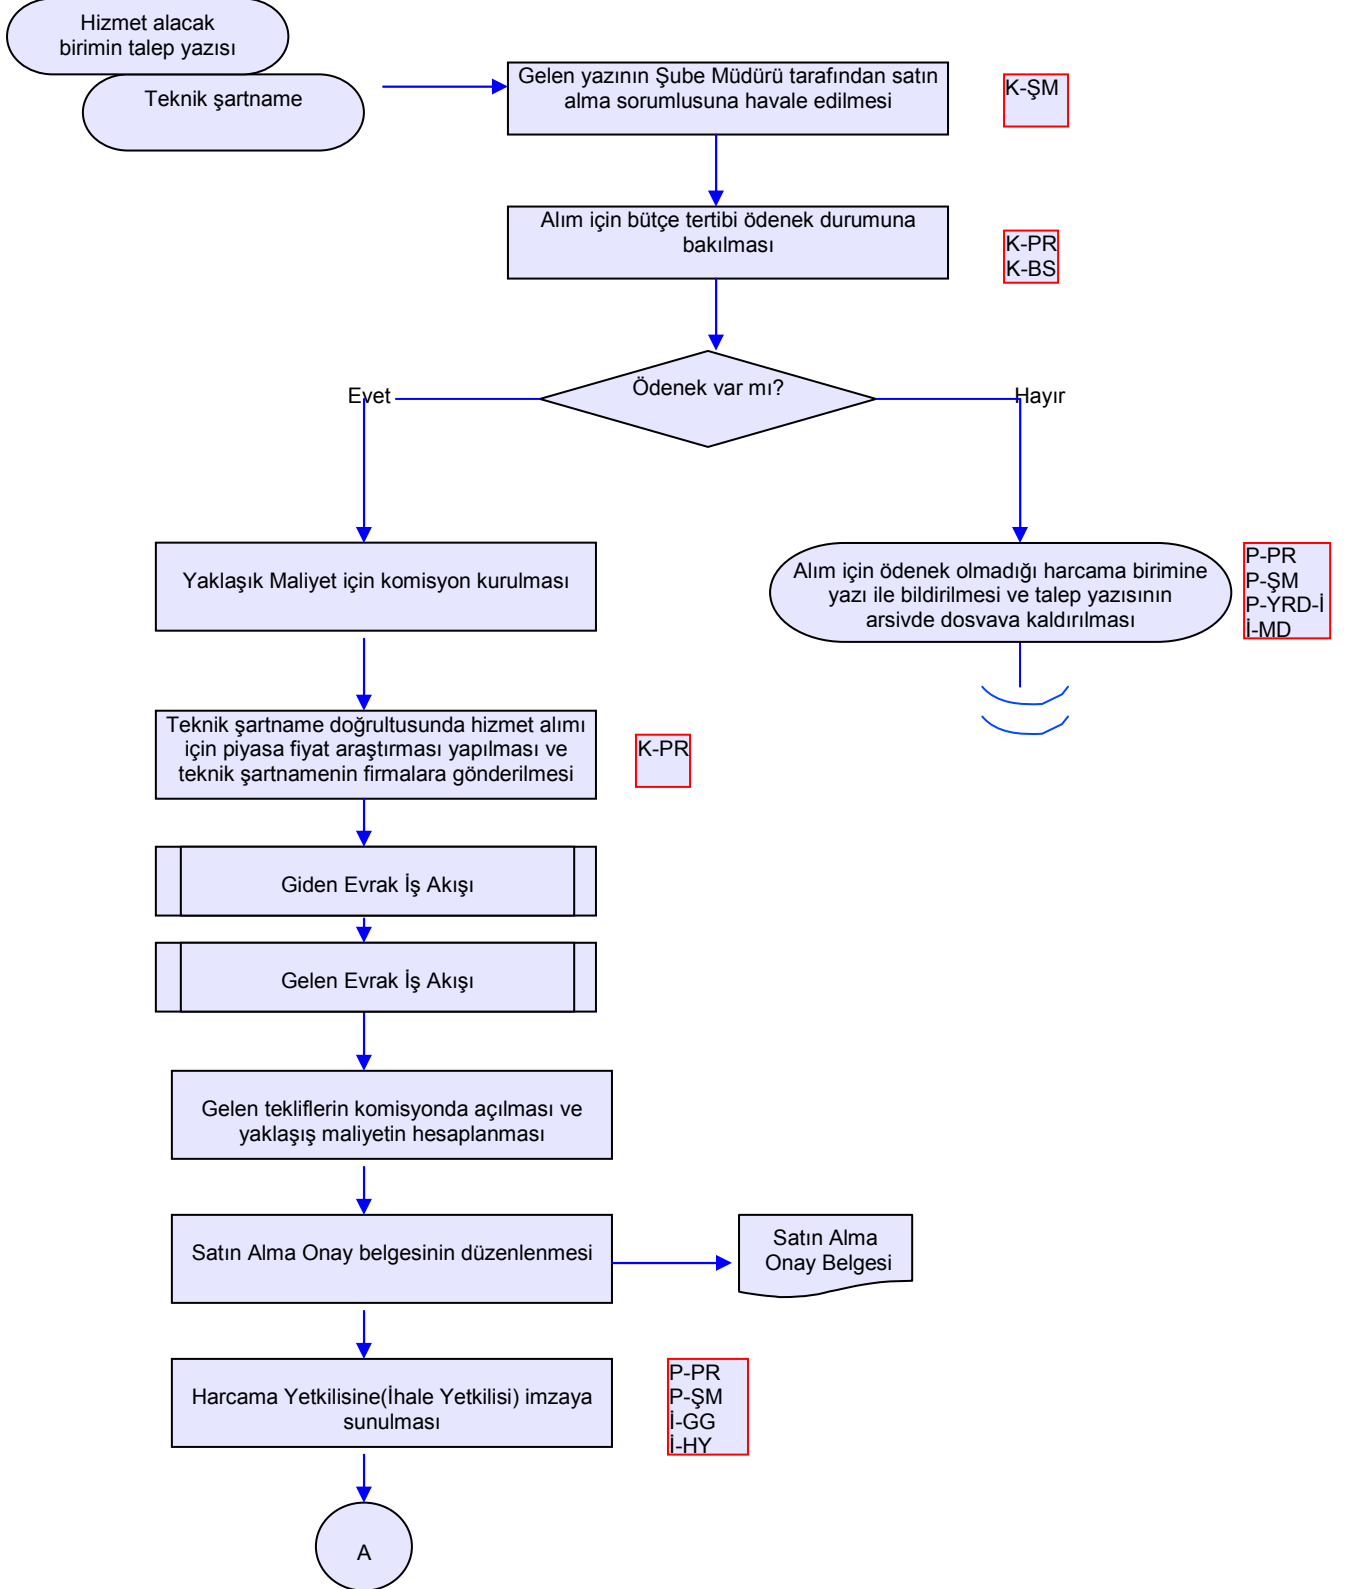 Hizmet alacak
birimin talep yazısı
Teknik şartname
Gelen yazının Şube Müdürü tarafından satın
alma sorumlusuna havale edilmesi
K-ŞM
Alım için bütçe tertibi ödenek durumuna
bakılması
K-PR
K-BS
Ödenek var mı?
Evet
Hayır
Yaklaşık Maliyet için komisyon kurulması
Alım için ödenek olmadığı harcama birimine
yazı ile bildirilmesi ve talep yazısının
arsivde dosvava kaldırılması
P-PR
P-ŞM
P-YRD-İ
İ-MD
Teknik şartname doğrultusunda hizmet alımı
için piyasa fiyat araştırması yapılması ve
teknik şartnamenin firmalara gönderilmesi
K-PR
Giden Evrak İş Akışı
Gelen Evrak İş Akışı
Gelen tekliflerin komisyonda açılması ve
yaklaşış maliyetin hesaplanması
Satın Alma Onay belgesinin düzenlenmesi
Satın Alma
Onay Belgesi
Harcama Yetkilisine(İhale Yetkilisi) imzaya
sunulması
P-PR
P-ŞM
İ-GG
İ-HY
A